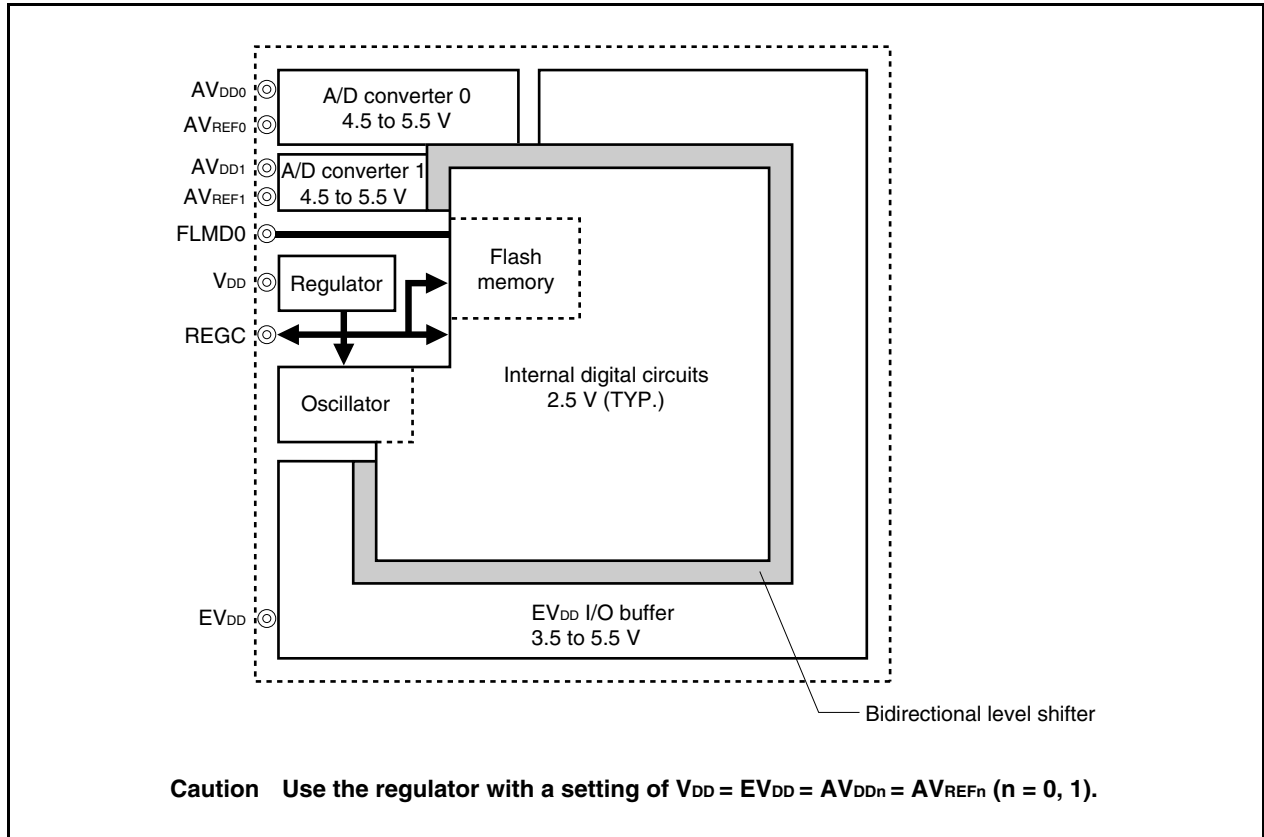 AVDD0
A/D converter 0
4.5 to 5.5 V
AVREF0
AVDD1
A/D converter 1
4.5 to 5.5 V
AVREF1
FLMD0
Flash
memory
VDD
Regulator
REGC
Internal digital circuits
2.5 V (TYP.)
Oscillator
EVDD
EVDD I/O buffer
3.5 to 5.5 V
Bidirectional level shifter
Caution Use the regulator with a setting of VDD = EVDD = AVDDn = AVREFn (n = 0, 1).